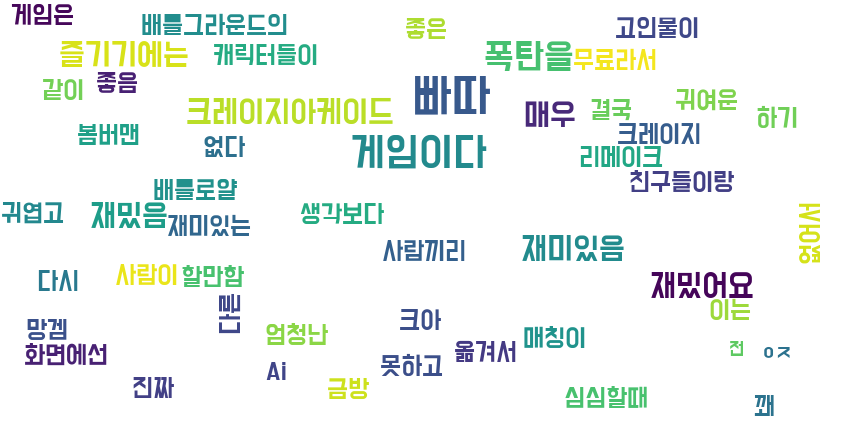 게임은
배틀그라운드의
좋은
고인물이
즐기기에는
캐릭터들이
폭탄을
무료라서
같이
좋음
빠따
크레이지아케이드
매우
결국
귀여운
하기
봄버맨
없다
게임이다
크레이지
리메이크
배틀로얄
친구들이랑
귀엽고
재밌음
재미있는
생각보다
사람끼리
재미있음
다시
사람이
할만함
재밌어요
이는
다른
망겜
엄청난
크아
매칭이
화면에선
Ai
못하고
옮겨서
전
ㅇㅈ
진짜
금방
심심할때
꽤